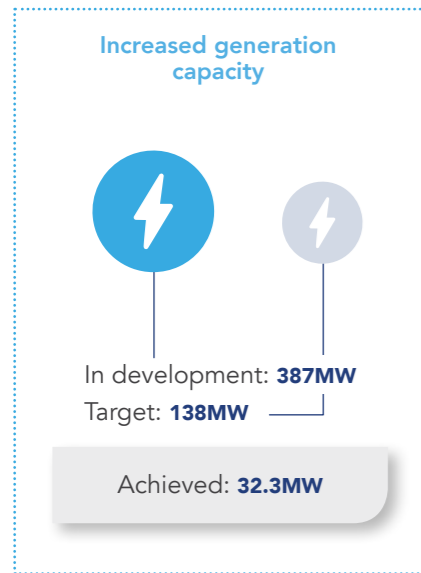 Increased generation
capacity
In development: 387MW
Target: 138MW
Achieved: 32.3MW